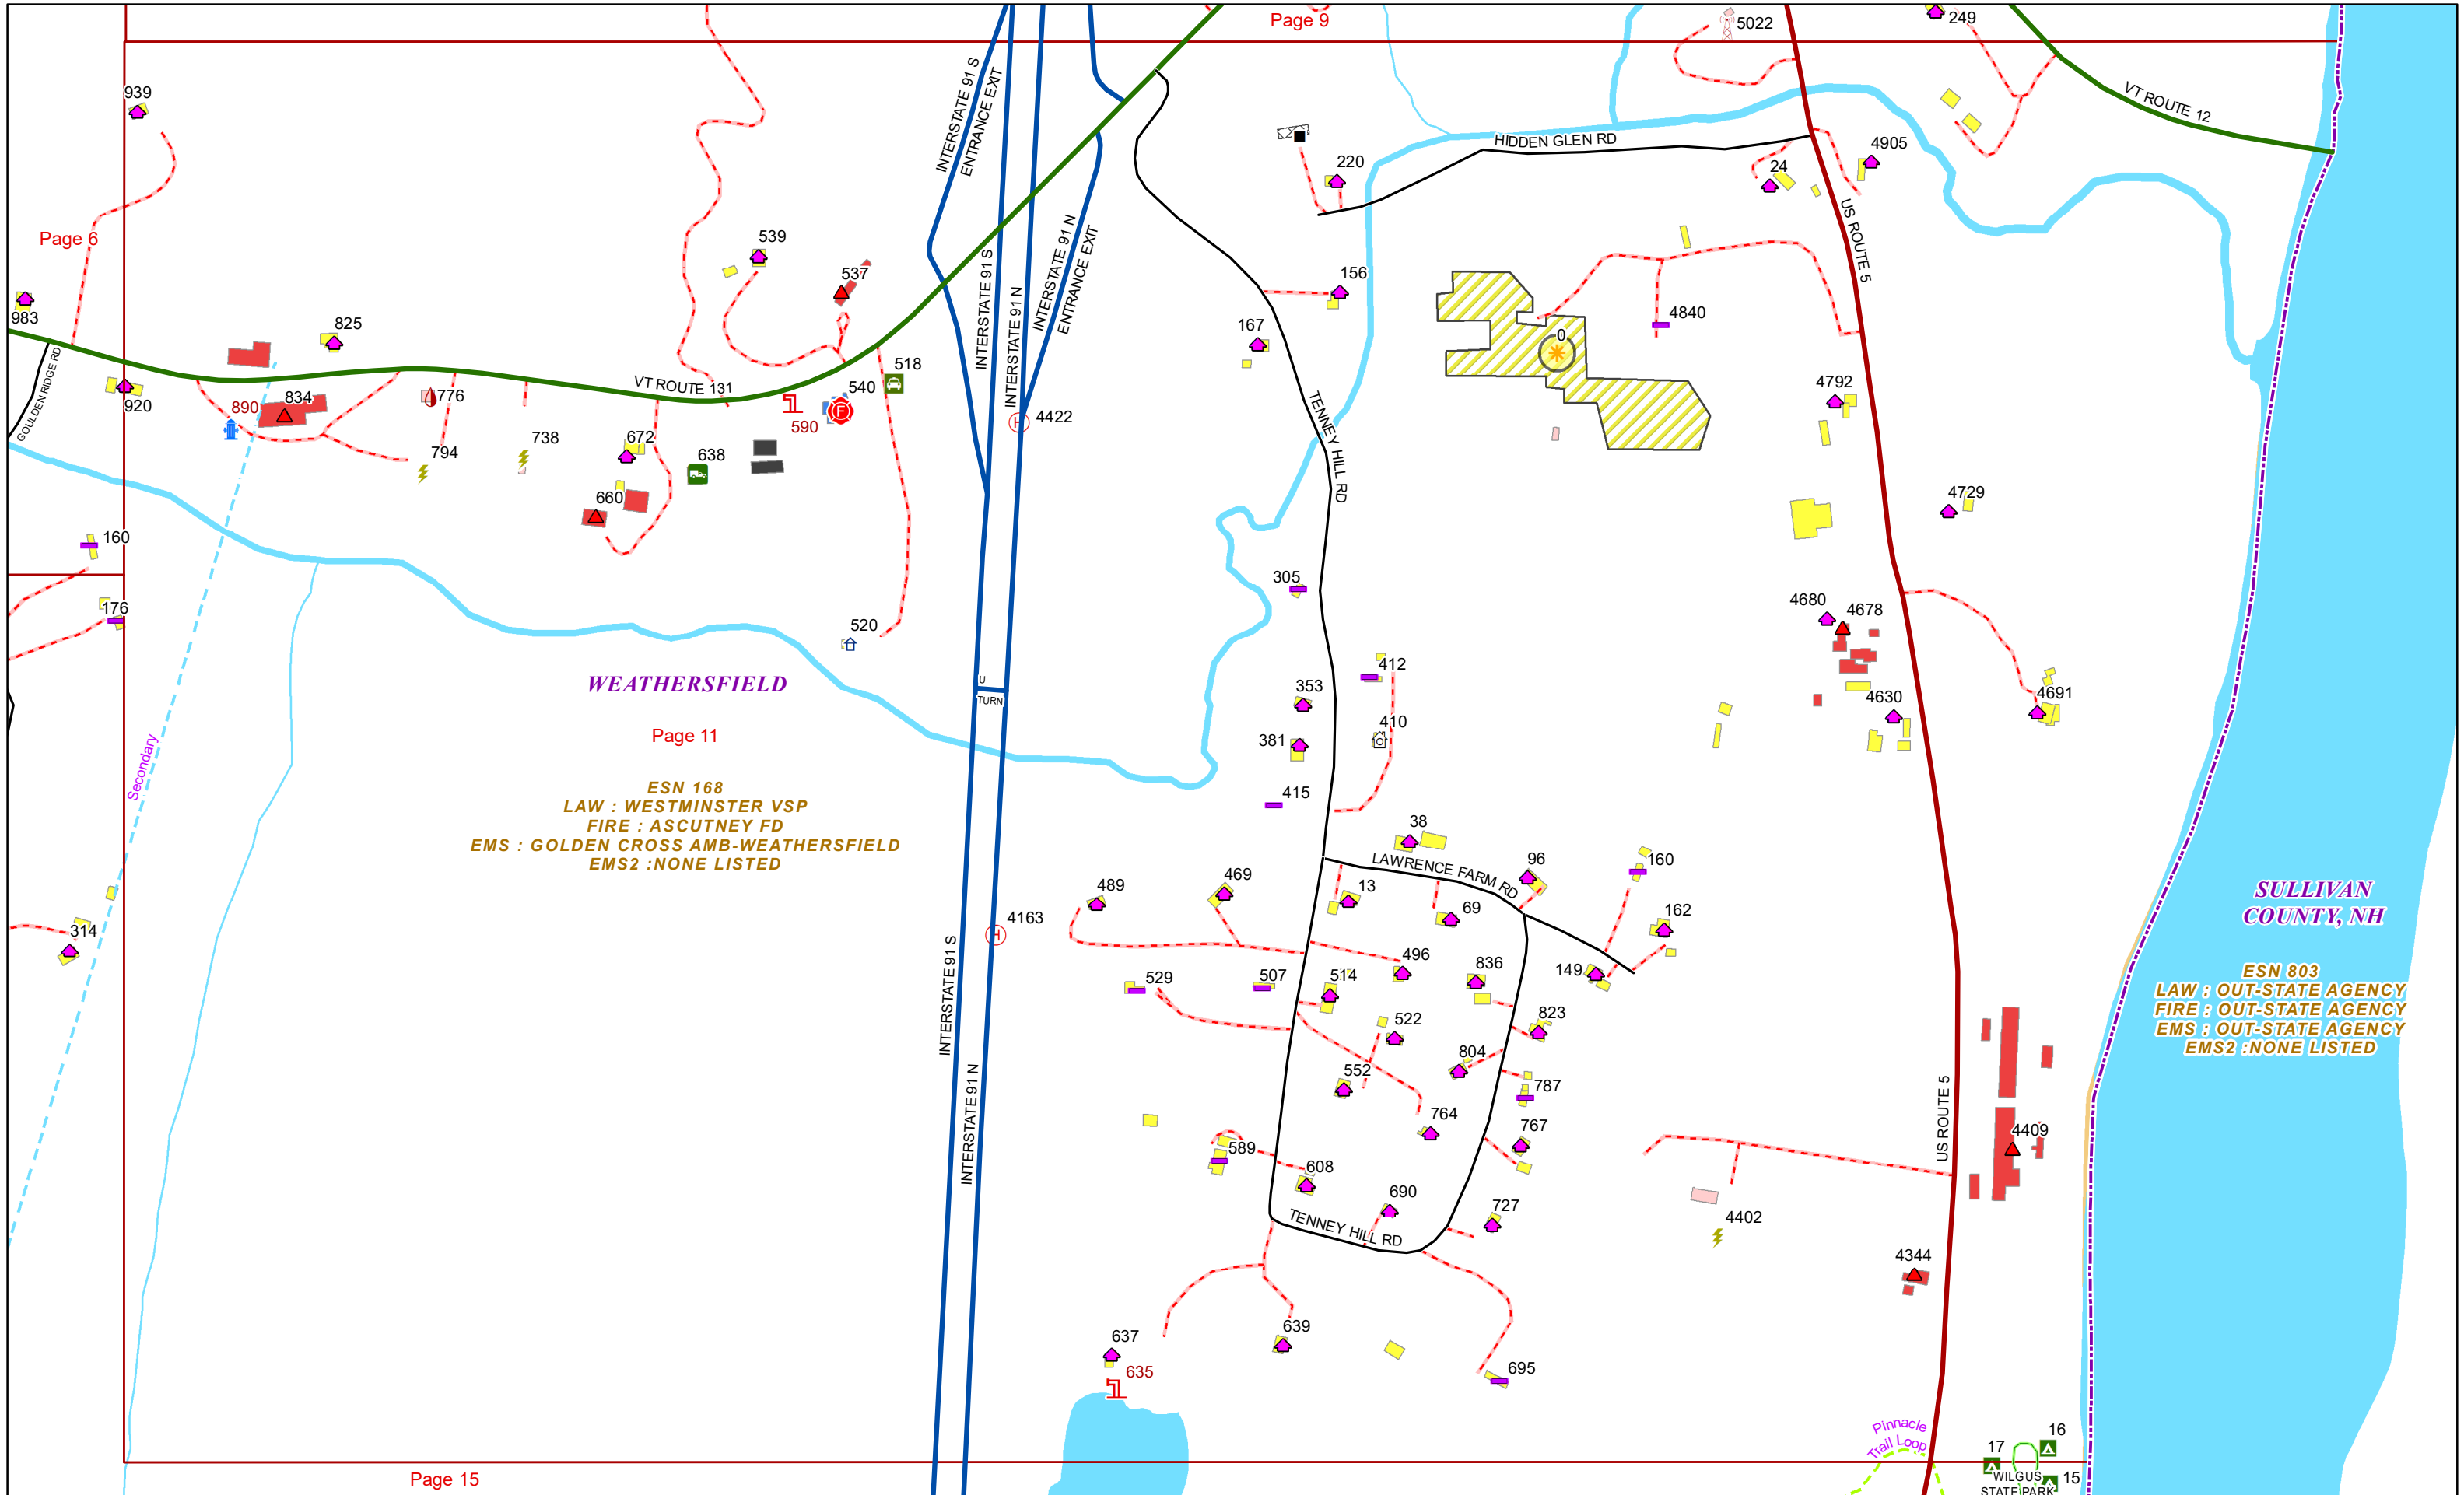 Page 9
5022
249
939
INTERSTATE 91 S
ENTRANCE EXIT
VT ROUTE 12
HIDDEN GLEN RD
4905
24
220
Page 6
539
537
INTERSTATE 91 N
ENTRANCE EXIT
US ROUTE 5
156
983
825
167
0
4840
INTERSTATE 91 S
INTERSTATE 91 N
GOULDEN RIDGE RD
VT ROUTE 131
518
540
4792
920
890
834
776
590
4422
TENNEY HILL RD
794
738
672
638
660
4729
160
176
305
520
4680
4678
WEATHERSFIELD
U
TURN
412
353
4630
4691
Page 11
410
381
Secondary
ESN 168
LAW : WESTMINSTER VSP
FIRE : ASCUTNEY FD
EMS : GOLDEN CROSS AMB-WEATHERSFIELD
EMS2 :NONE LISTED
415
38
LAWRENCE FARM RD
96
160
489
469
13
69
162
SULLIVAN
COUNTY, NH
314
4163
496
836
149
529
507
514
ESN 803
LAW : OUT-STATE AGENCY
FIRE : OUT-STATE AGENCY
EMS : OUT-STATE AGENCY
EMS2 :NONE LISTED
INTERSTATE 91 S
INTERSTATE 91 N
522
823
804
552
787
US ROUTE 5
764
767
4409
589
608
690
727
TENNEY HILL RD
4402
4344
637
635
639
695
Pinnacle
Trail Loop
17
16
15
WILGUS
STATE PARK
Page 15
H
H
F